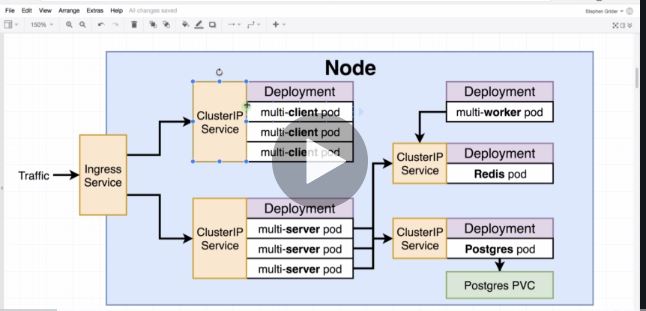 File Edit View Arrange Extras Help All changes saved
Stephen Grider
150%
Node
Deployment
ClusterIP
Service
multi-client pod
multi-client pod
multi-client pod
Deployment
multi-worker pod
Traffic
Ingress
Service
ClusterIP
Service
Deployment
Redis pod
ClusterIP
Service
Deployment
multi-server pod
multi-server pod
multi-server pod
ClusterIP
Service
Deployment
Postgres pod
Postgres PVC